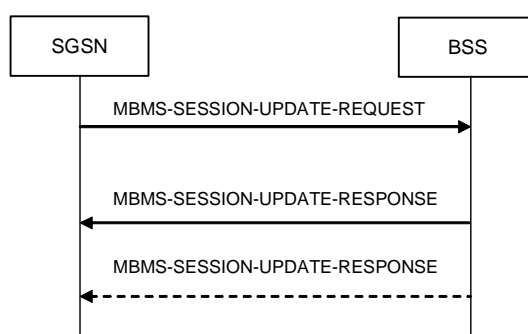 SGSN
BSS
MBMS-SESSION-UPDATE-REQUEST
MBMS-SESSION-UPDATE-RESPONSE
MBMS-SESSION-UPDATE-RESPONSE